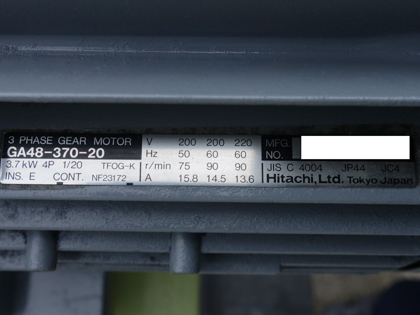 3 PHASE GEAR MOTOR
GA48-370-20
3.7 kW 4P 1/20 TFOG-K
INS. E CONT. NF23172
V 200 200 220
Hz 50 60 60
r/min 75 90 90
A 15.8 14.5 13.6
MFG.
NO.
JIS C 4004 JP44 JC4
Hitachi, Ltd. Tokyo Japan